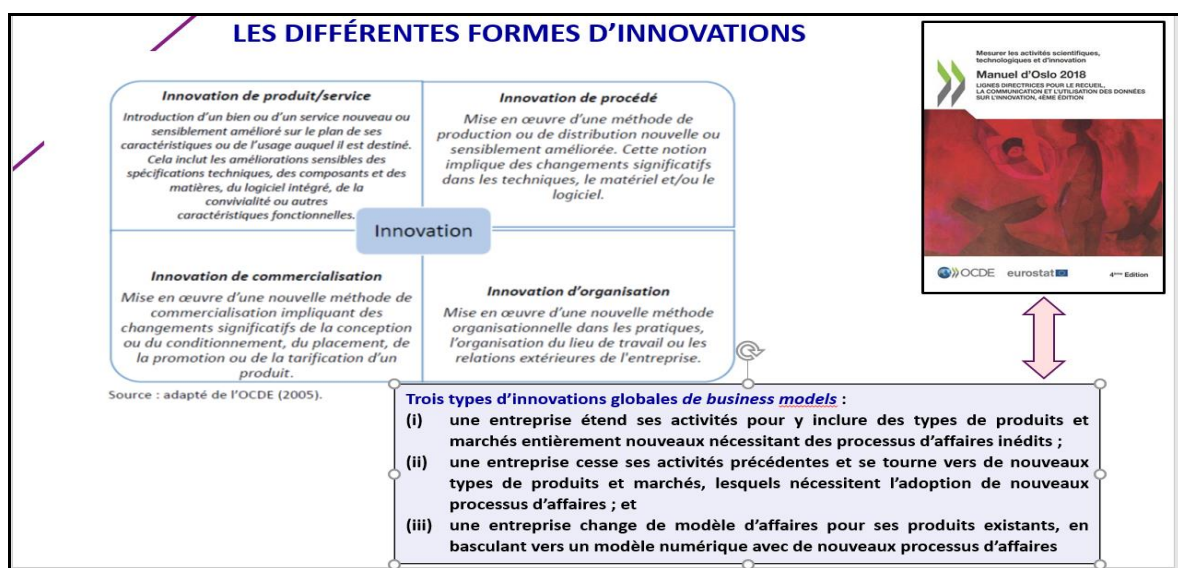 LES DIFFÉRENTES FORMES D’INNOVATIONS
Innovation de produit/service
Introduction d’un bien ou d’un service nouveau ou
sensiblement amélioré sur le plan de ses
caractéristiques ou de l’usage auquel il est destiné.
Cela inclut les améliorations sensibles des
spécifications techniques, des composants et des
matières, du logiciel intégré, de la
convivialité ou autres
caractéristiques fonctionnelles.
Innovation de procédé
Mise en œuvre d’une méthode de
production ou de distribution nouvelle ou
sensiblement améliorée. Cette notion
implique des changements significatifs
dans les techniques, le matériel et/ou le
logiciel.
Innovation
Innovation de commercialisation
Mise en œuvre d’une nouvelle méthode de
commercialisation impliquant des
changements significatifs de la conception
ou du conditionnement, du placement, de
la promotion ou de la tarification d’un
produit.
Innovation d’organisation
Mise en œuvre d’une nouvelle méthode
organisationnelle dans les pratiques,
l’organisation du lieu de travail ou les
relations extérieures de l'entreprise.
Source : adapté de l’OCDE (2005).
Mesurer les activités scientifiques,
technologiques et d’innovation
Manuel d’Oslo 2018
LIGNES DIRECTRICES POUR LE RECUEIL,
LA COMMUNICATION ET L’UTILISATION DES DONNÉES
SUR L’INNOVATION, 4ÈME ÉDITION
OCDE eurostat 4ème Edition
Trois types d’innovations globales de business models :
(i) une entreprise étend ses activités pour y inclure des types de produits et
marchés entièrement nouveaux nécessitant des processus d’affaires inédits ;
(ii) une entreprise cesse ses activités précédentes et se tourne vers de nouveaux
types de produits et marchés, lesquels nécessitent l’adoption de nouveaux
processus d’affaires ; et
(iii) une entreprise change de modèle d’affaires pour ses produits existants, en
basculant vers un modèle numérique avec de nouveaux processus d’affaires